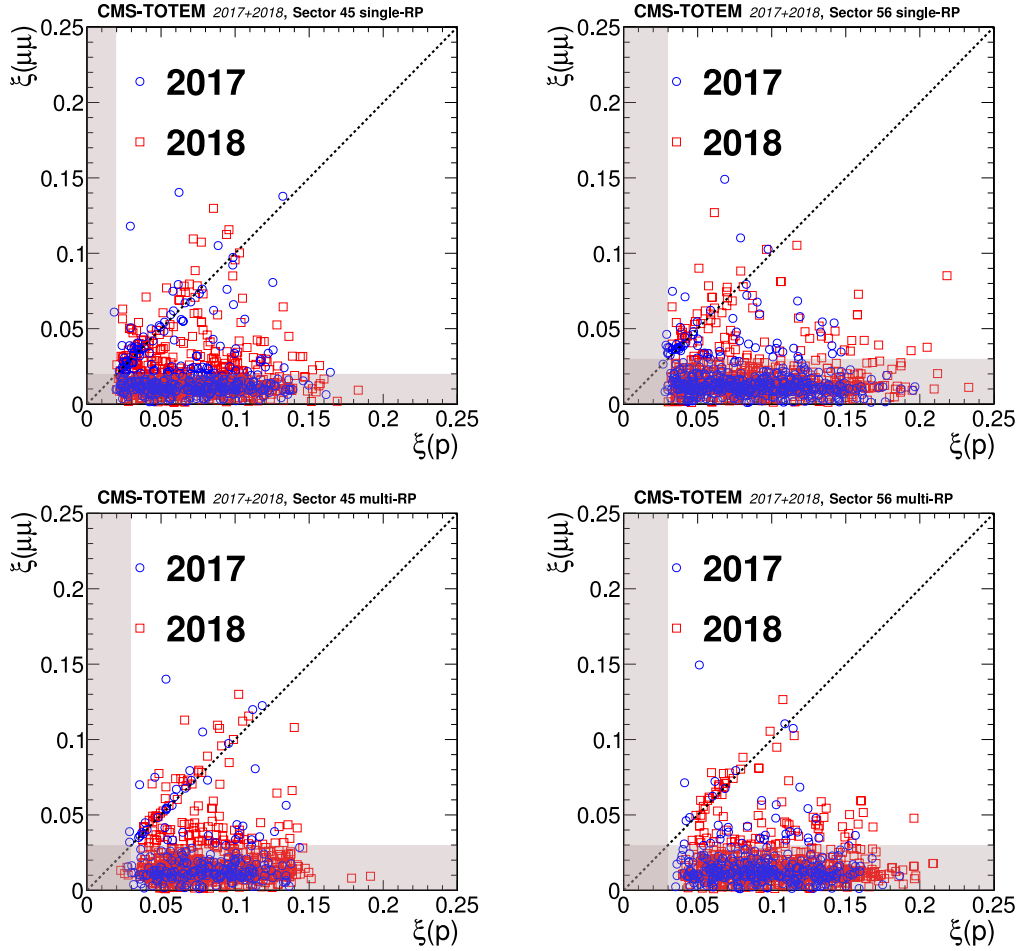 CMS-TOTEM 2017+2018, Sector 45 single-RP
ξ(μμ)
0.25
0.2
0.15
0.1
0.05
0
2017
2018
0 0.05 0.1 0.15 0.2 0.25
ξ(p)
CMS-TOTEM 2017+2018, Sector 56 single-RP
ξ(μμ)
0.25
0.2
0.15
0.1
0.05
0
2017
2018
0 0.05 0.1 0.15 0.2 0.25
ξ(p)
CMS-TOTEM 2017+2018, Sector 45 multi-RP
ξ(μμ)
0.25
0.2
0.15
0.1
0.05
0
2017
2018
0 0.05 0.1 0.15 0.2 0.25
ξ(p)
CMS-TOTEM 2017+2018, Sector 56 multi-RP
ξ(μμ)
0.25
0.2
0.15
0.1
0.05
0
2017
2018
0 0.05 0.1 0.15 0.2 0.25
ξ(p)